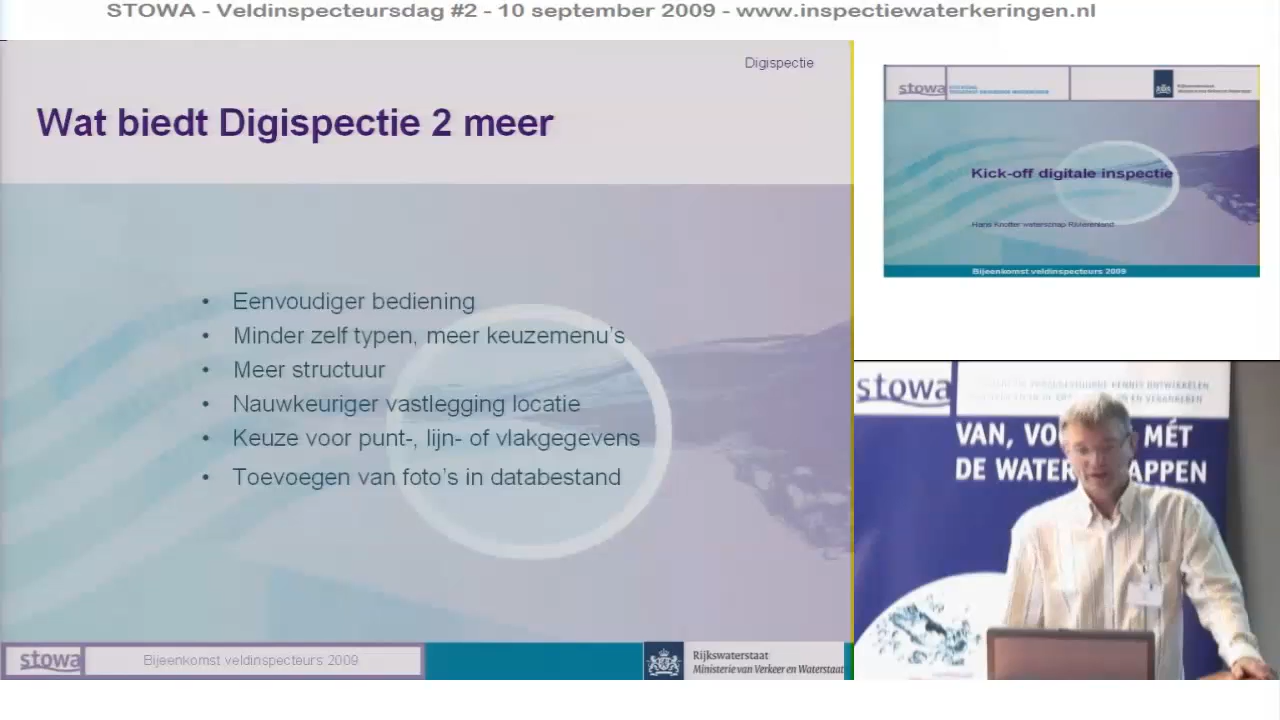 STOWA - Veldinspecteursdag #2 - 10 september 2009 - www.inspectiewaterkeringen.nl
Digispectie
Wat biedt Digispectie 2 meer
• Eenvoudiger bediening
• Minder zelf typen, meer keuzemenu's
• Meer structuur
• Nauwkeuriger vastlegging locatie
• Keuze voor punt-, lijn- of vlakgegevens
• Toevoegen van foto's in databestand
stowa
Bijeenkomst veldinspecteurs 2009
Rijkswaterstaat
Ministerie van Verkeer en Waterstaat
stowa
Kick-off digitale inspectie
Hans Knotter waterschap Rivierenland
Bijeenkomst veldinspecteurs 2009
stowa
VAN, MÉT
DE WATER APPEN